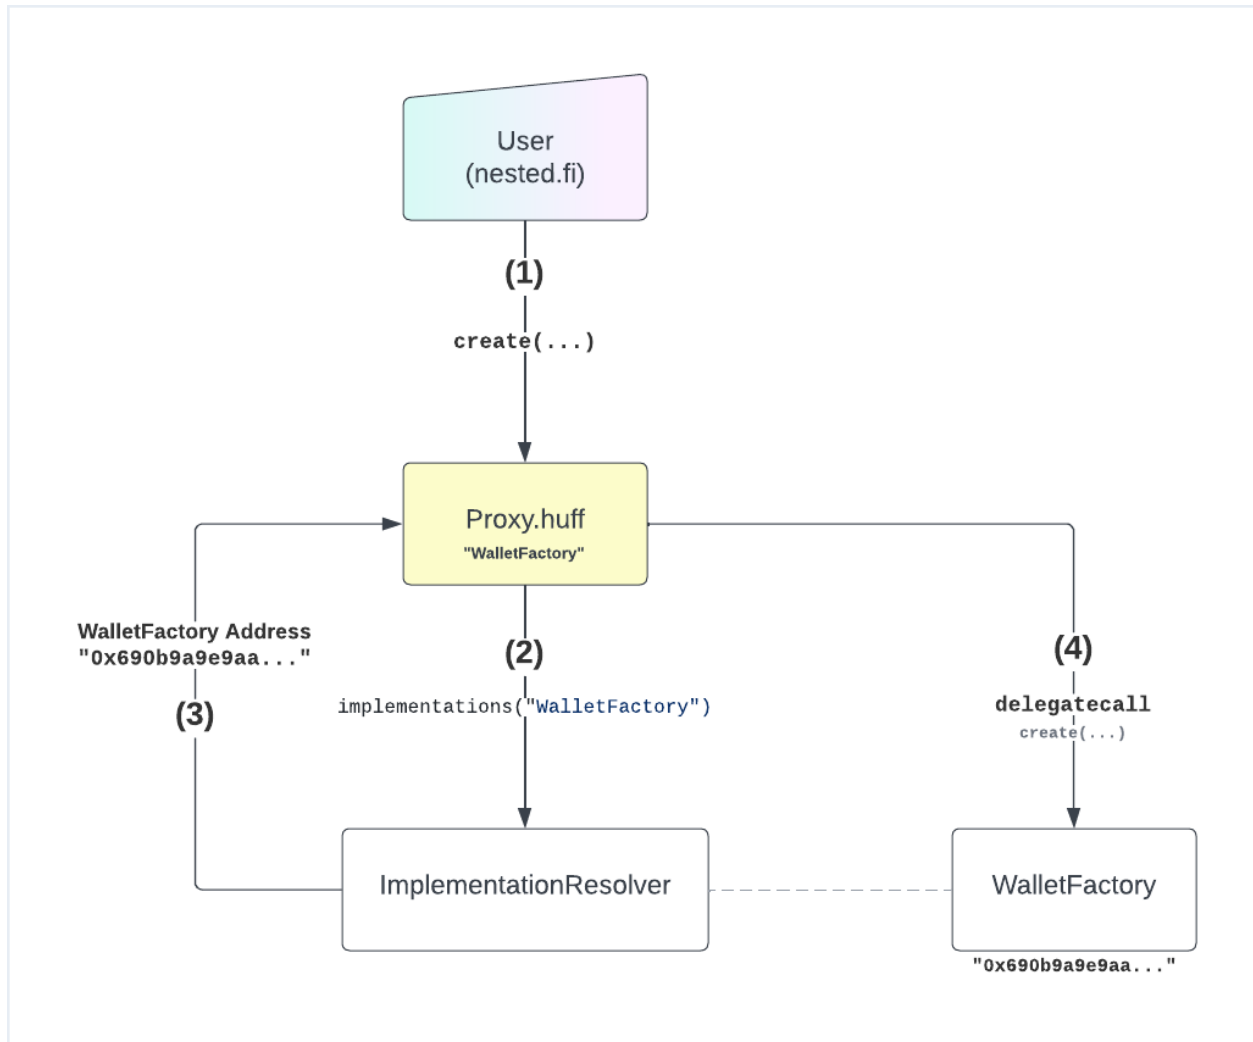 User
(nested.fi)
(1)
create(...)
Proxy.huff
"WalletFactory"
WalletFactory Address
"0x690b9a9e9aa..."
(3)
(2)
implementations("WalletFactory")
(4)
delegatecall
create(...)
ImplementationResolver
WalletFactory
"0x690b9a9e9aa..."